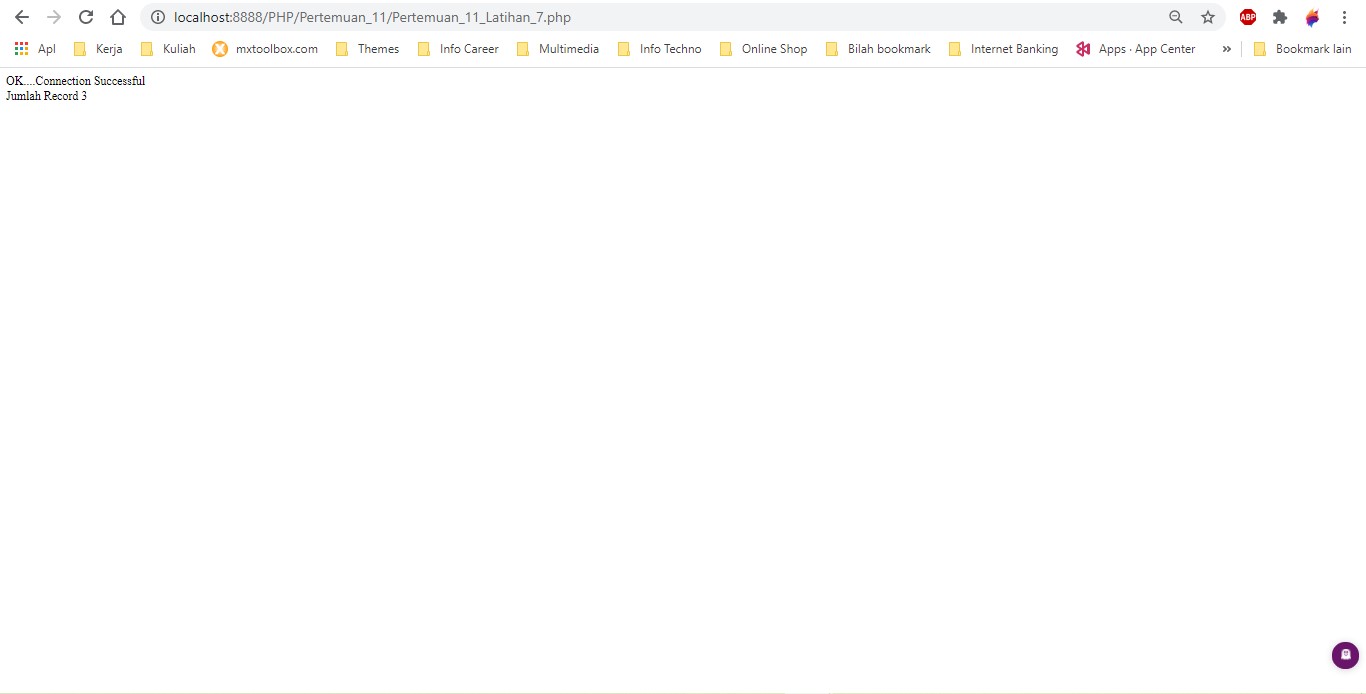 localhost:8888/PHP/Pertemuan_11/Pertemuan_11_Latihan_7.php
ABP
Apl Kerja Kuliah mxtoolbox.com Themes Info Career Multimedia Info Techno Online Shop Bilah bookmark Internet Banking Apps · App Center » Bookmark lain
OK....Connection Successful
Jumlah Record 3